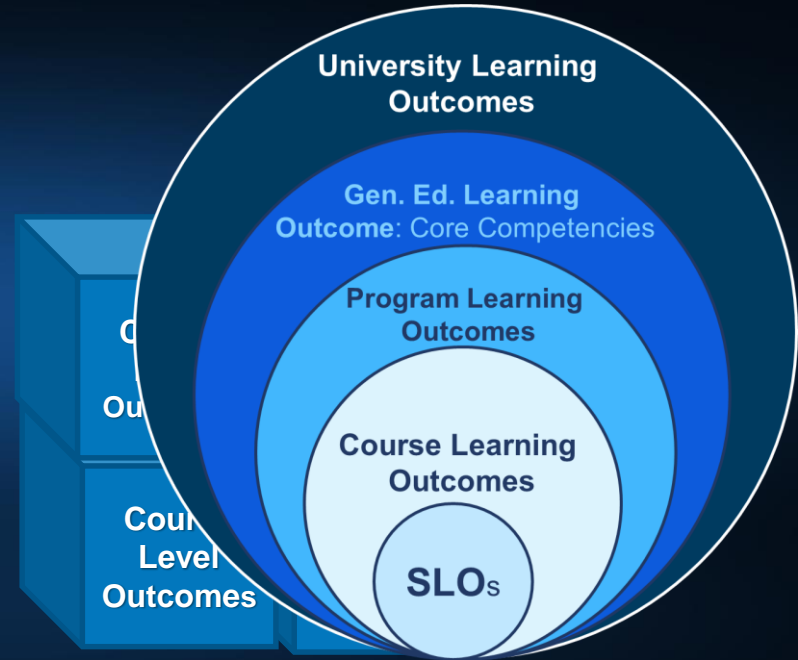 University Learning
Outcomes
Gen. Ed. Learning
Outcome: Core Competencies
Program Learning
Outcomes
Course Learning
Outcomes
SLOs
Level
Outcomes